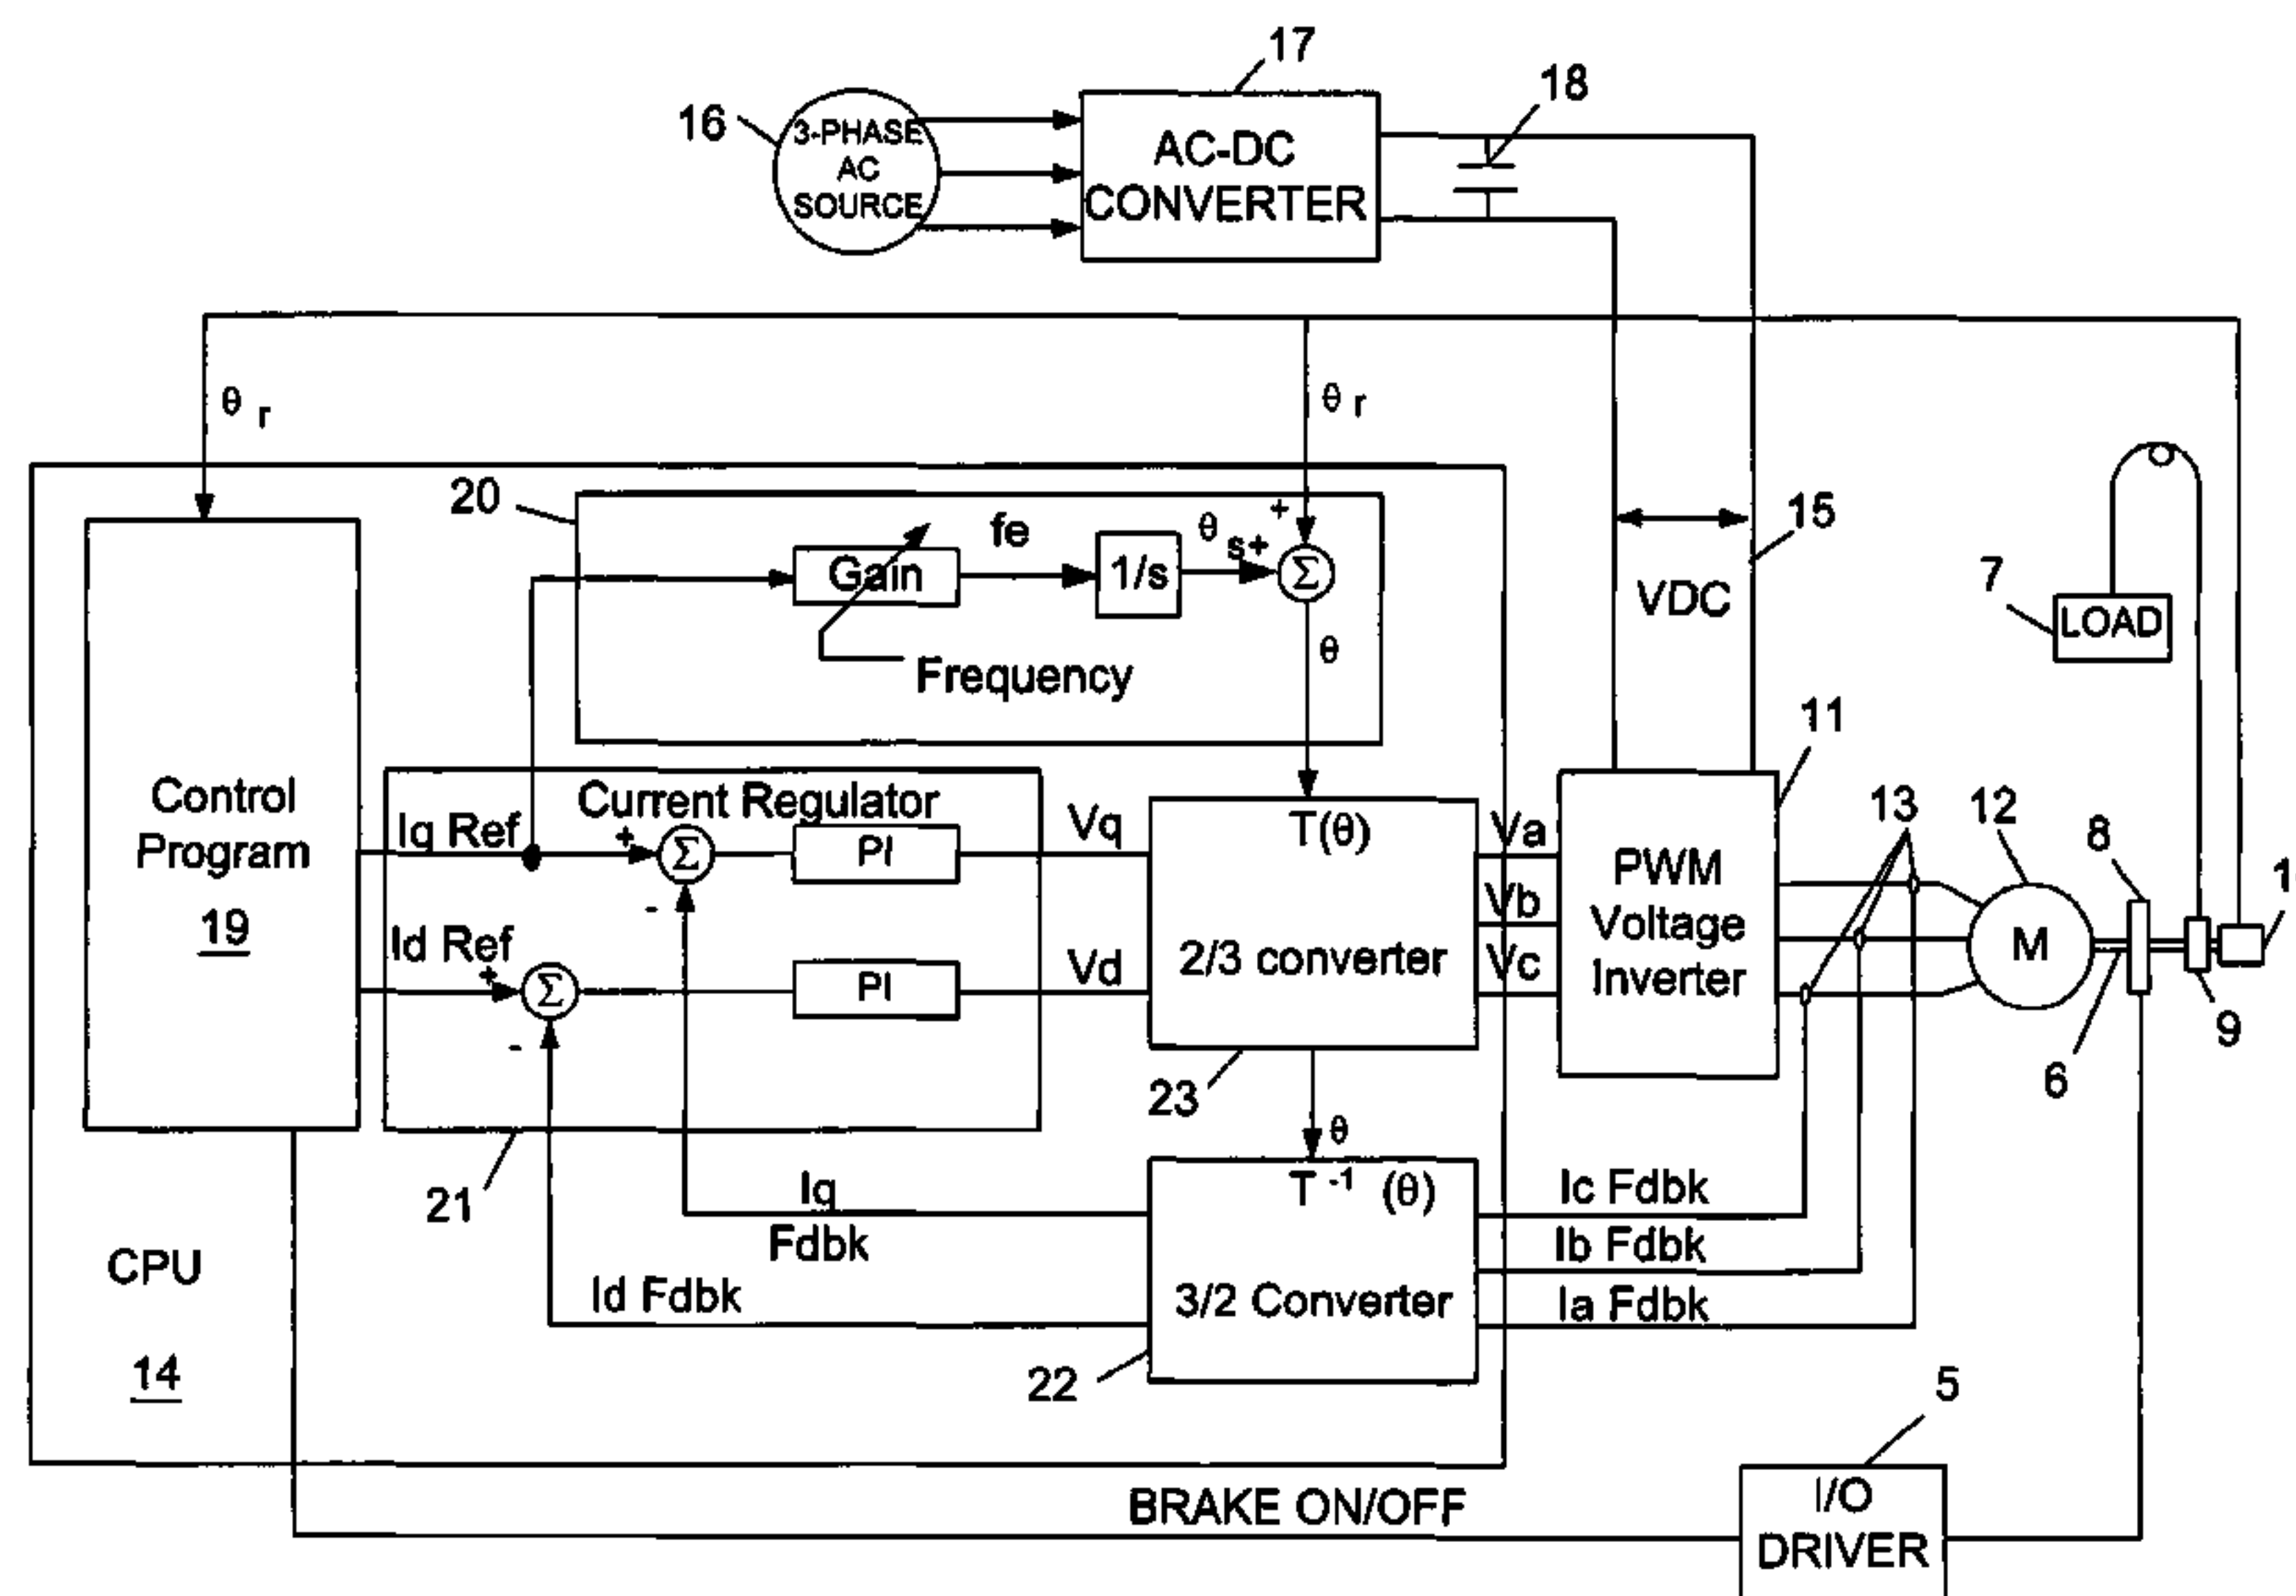 17
16
3-PHASE
AC
SOURCE
AC-DC
CONVERTER
18
θ r
θ r
20
fe
θ s+
+
15
Gain
1/s
Σ
VDC
7
LOAD
θ
Frequency
11
Control
Program
19
Current Regulator
Iq Ref
+
Σ
PI
Vq
T(θ)
Va
PWM
Voltage
Inverter
13
12
8
1
-
Vb
Id Ref
+
Σ
PI
Vd
2/3 converter
Vc
M
-
9
6
23
θ
21
Iq
Fdbk
T -1 (θ)
Ic Fdbk
Ib Fdbk
CPU
Id Fdbk
3/2 Converter
Ia Fdbk
14
22
5
BRAKE ON/OFF
I/O
DRIVER